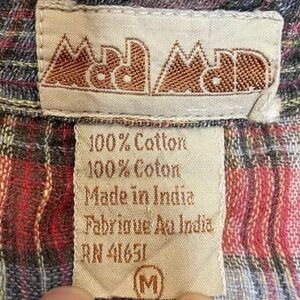 Mad Man
100% Cotton
100% Coton
Made in India
Fabrique Au India
RN 41651
M